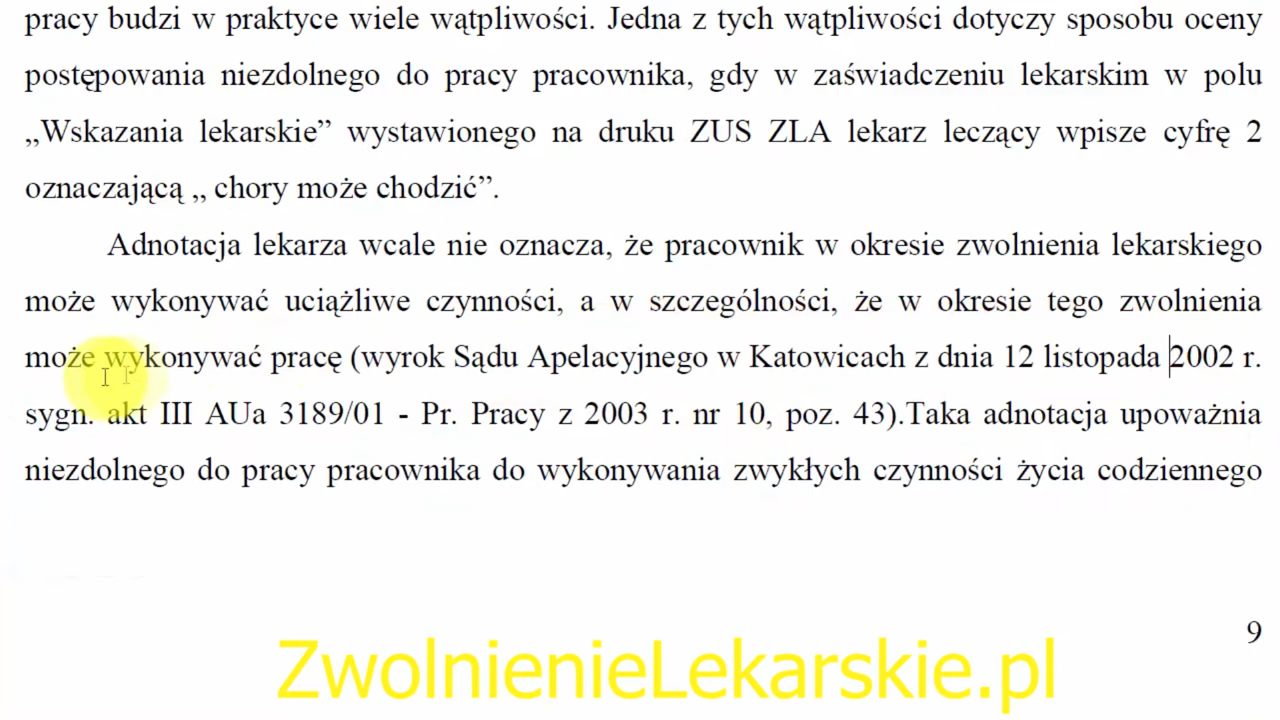 pracy budzi w praktyce wiele wątpliwości. Jedna z tych wątpliwości dotyczy sposobu oceny
postępowania niezdolnego do pracy pracownika, gdy w zaświadczeniu lekarskim w polu
„Wskazania lekarskie” wystawionego na druku ZUS ZLA lekarz leczący wpisze cyfrę 2
oznaczającą „ chory może chodzić”.
Adnotacja lekarza wcale nie oznacza, że pracownik w okresie zwolnienia lekarskiego
może wykonywać uciążliwe czynności, a w szczególności, że w okresie tego zwolnienia
może wykonywać pracę (wyrok Sądu Apelacyjnego w Katowicach z dnia 12 listopada 2002 r.
sygn. akt III AUa 3189/01 - Pr. Pracy z 2003 r. nr 10, poz. 43).Taka adnotacja upoważnia
niezdolnego do pracy pracownika do wykonywania zwykłych czynności życia codziennego
9
ZwolnienieLekarskie.pl